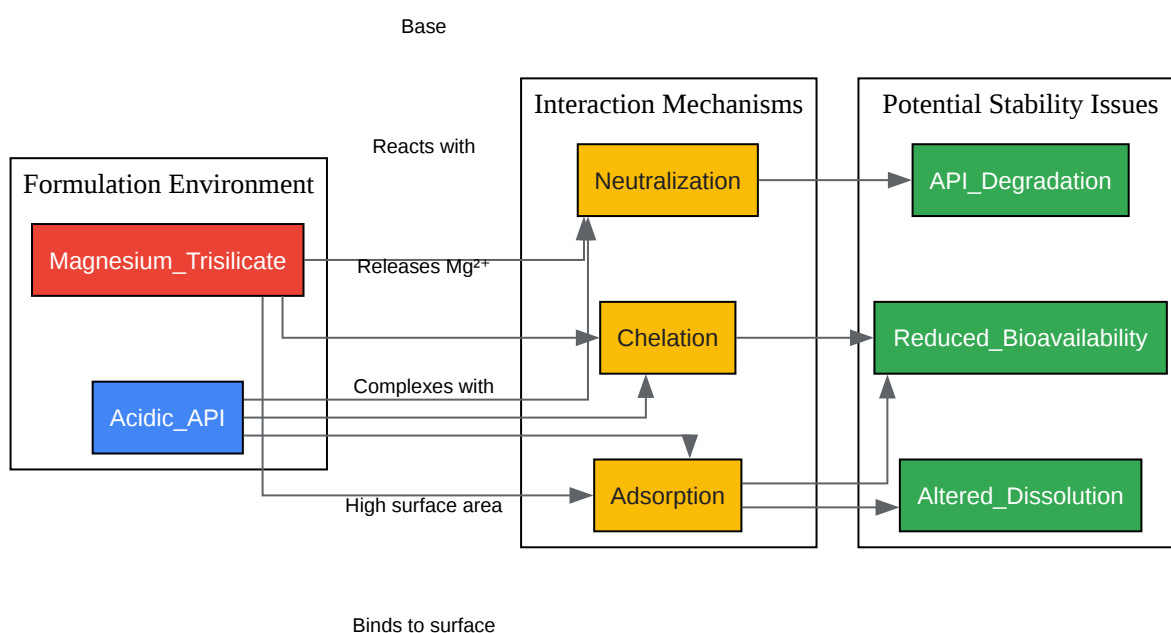 Base
Interaction Mechanisms
Potential Stability Issues
Reacts with
Neutralization
API_Degradation
Formulation Environment
Magnesium_Trisilicate
Releases Mg²⁺
Chelation
Reduced_Bioavailability
Complexes with
Acidic_API
Adsorption
Altered_Dissolution
High surface area
Binds to surface